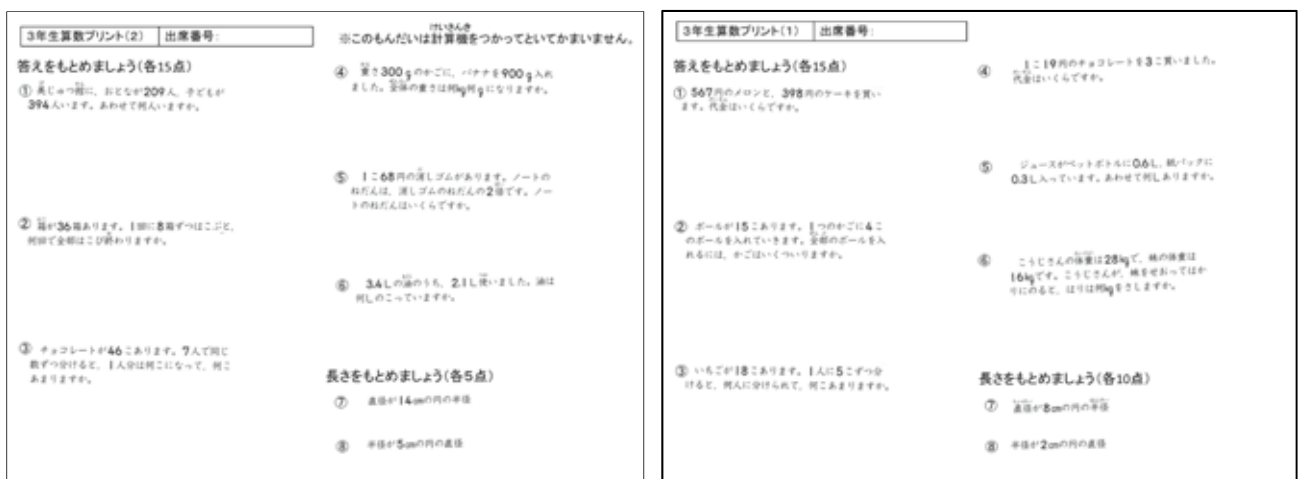 3年生算数プリント(2) 出席番号:
答えをもとめましょう(各15点)
① 美じゅつ館に、おとなが209人、子どもが
394人います。あわせて何人いますか。
② 箱が36箱あります。1回に8箱ずつはこぶと、
何回で全部はこび終わりますか。
③ チョコレートが46こあります。7人で同じ
数ずつ分けると、1人分は何こになって、何こ
あまりますか。
けいさんき
※このもんだいは計算機をつかってといてかまいません。
④ 重さ300gのかごに、バナナを900g入れ
ました。全体の重さは何kg何gになりますか。
⑤ 1こ68円の消しゴムがあります。ノートの
ねだんは、消しゴムのねだんの2倍です。ノー
トのねだんはいくらですか。
⑥ 3.4Lの油のうち、2.1L使いました。油は
何Lのこっていますか。
長さをもとめましょう(各5点)
⑦ 直径が14cmの円の半径
⑧ 半径が5cmの円の直径
3年生算数プリント(1) 出席番号:
答えをもとめましょう(各15点)
① 567円のメロンと、398円のケーキを買い
ます。代金はいくらですか。
② ボールが15こあります。1つのかごに4こ
のボールを入れていきます。全部のボールを入
れるには、かごはいくついりますか。
③ いちごが18こあります。1人に5こずつ分
けると、何人に分けられて、何こあまりますか。
④ 1こ19円のチョコレートを3こ買いました。
代金はいくらですか。
⑤ ジュースがペットボトルに0.6L、紙パックに
0.3L入っています。あわせて何Lありますか。
⑥ こうじさんの体重は28kgで、妹の体重は
16kgです。こうじさんが、妹をせおってはか
りにのると、はりは何kgをさしますか。
長さをもとめましょう(各10点)
⑦ 直径が8cmの円の半径
⑧ 半径が2cmの円の直径